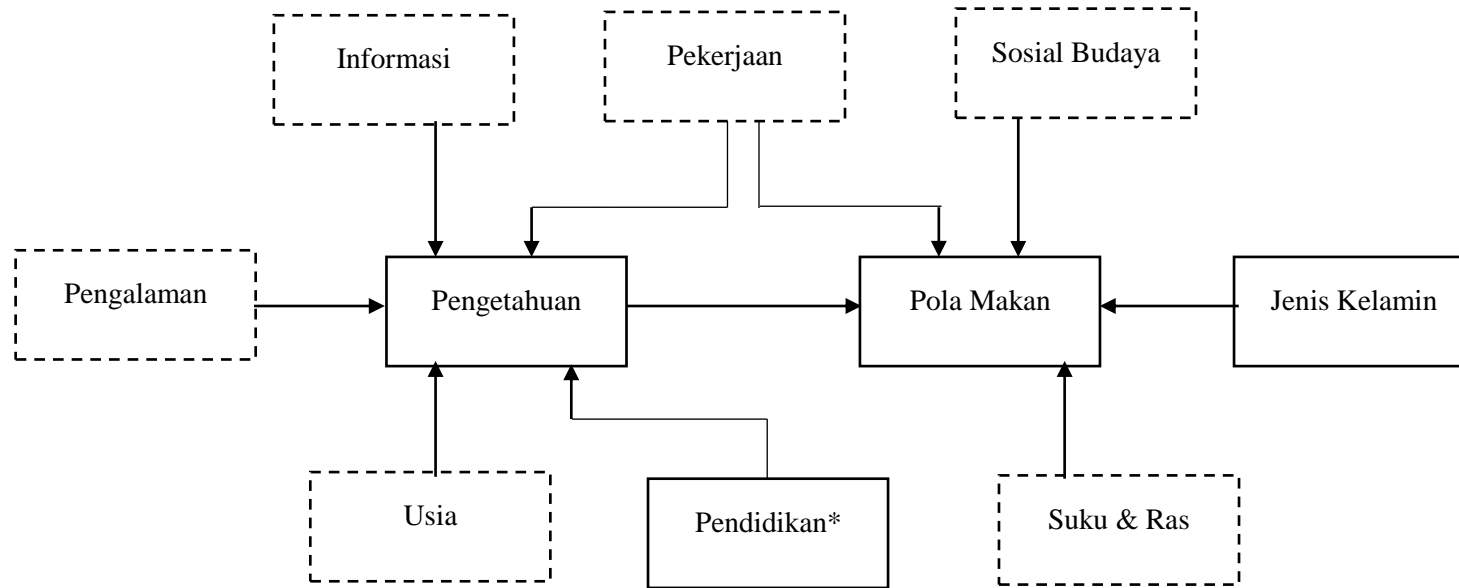 Informasi
Pekerjaan
Sosial Budaya
Pengalaman
Pengetahuan
Pola Makan
Jenis Kelamin
Usia
Pendidikan*
Suku & Ras